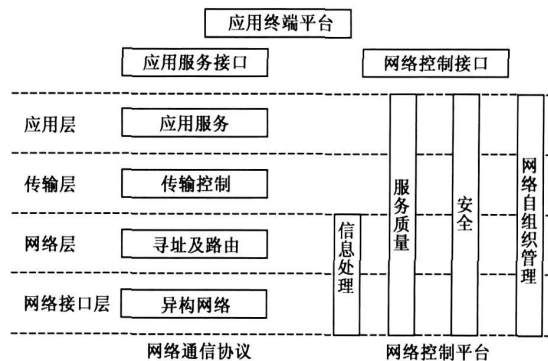 应用终端平台
应用服务接口
网络控制接口
应用层
应用服务
传输层
传输控制
网络层
寻址及路由
网络接口层
异构网络
信息处理
服务质量
安全
网络自组织管理
网络通信协议
网络控制平台